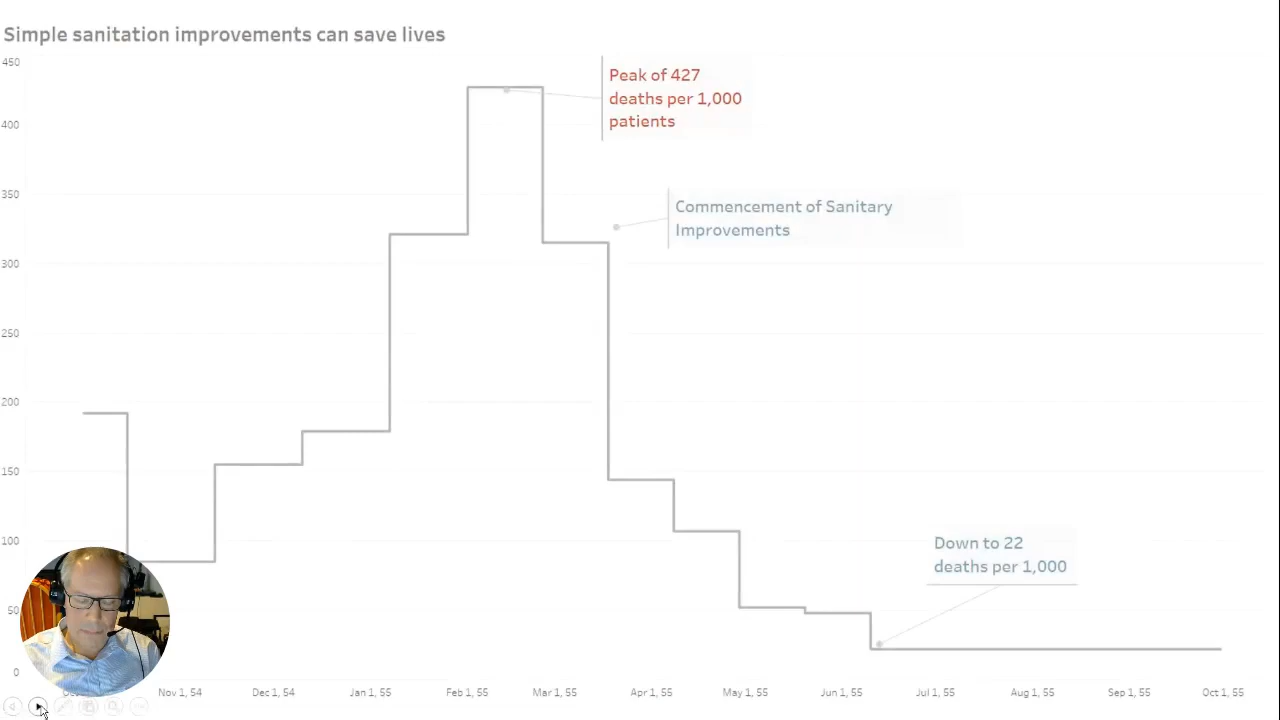 Simple sanitation improvements can save lives
450
Peak of 427
deaths per 1,000
patients
400
350
Commencement of Sanitary
Improvements
300
250
200
150
100
Down to 22
deaths per 1,000
50
0
Nov 1, 54
Dec 1, 54
Jan 1, 55
Feb 1, 55
Mar 1, 55
Apr 1, 55
May 1, 55
Jun 1, 55
Jul 1, 55
Aug 1, 55
Sep 1, 55
Oct 1, 55